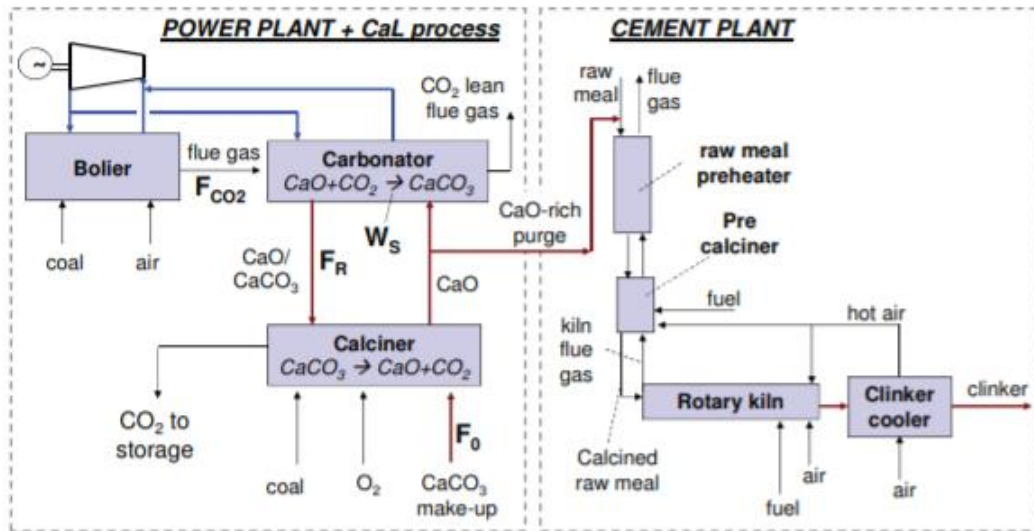 POWER PLANT + CaL process
CEMENT PLANT
~
CO2 lean
flue gas
raw
meal
flue
gas
Bolier
flue gas
FCO2
Carbonator
CaO+CO2 → CaCO3
raw meal
preheater
WS
CaO-rich
purge
Pre
calciner
coal
air
CaO/
CaCO3
FR
CaO
fuel
hot air
kiln
flue
gas
Calciner
CaCO3 → CaO+CO2
Rotary kiln
Clinker
cooler
clinker
CO2 to
storage
F0
Calcined
raw meal
air
air
coal
O2
CaCO3
make-up
fuel